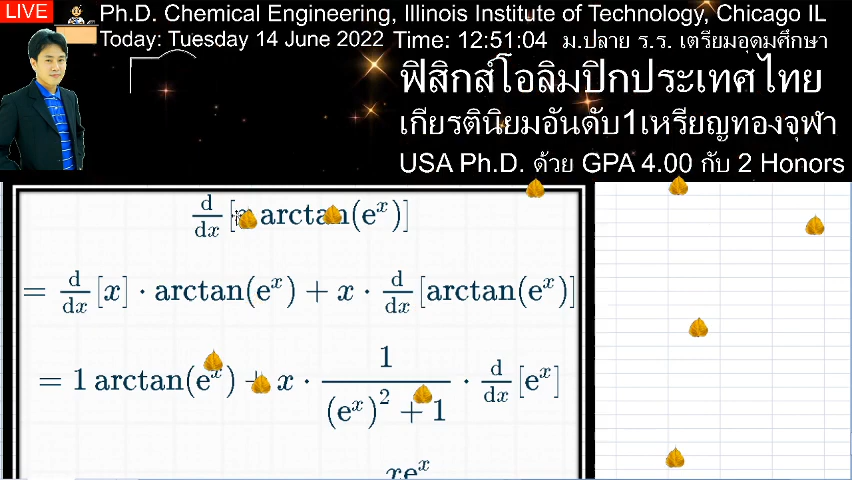 LIVE
Ph.D. Chemical Engineering, Illinois Institute of Technology, Chicago IL
Today: Tuesday 14 June 2022 Time: 12:51:04 ม.ปลาย ร.ร. เตรียมอุดมศึกษา
ฟิสิกส์โอลิมปิกประเทศไทย
เกียรตินิยมอันดับ1เหรียญทองจุฬา
USA Ph.D. ด้วย GPA 4.00 กับ 2 Honors
d/dx [x arctan(e^x)]
= d/dx [x] · arctan(e^x) + x · d/dx [arctan(e^x)]
= 1 arctan(e^x) + x · 1/((e^x)^2 + 1) · d/dx [e^x]
xe^x